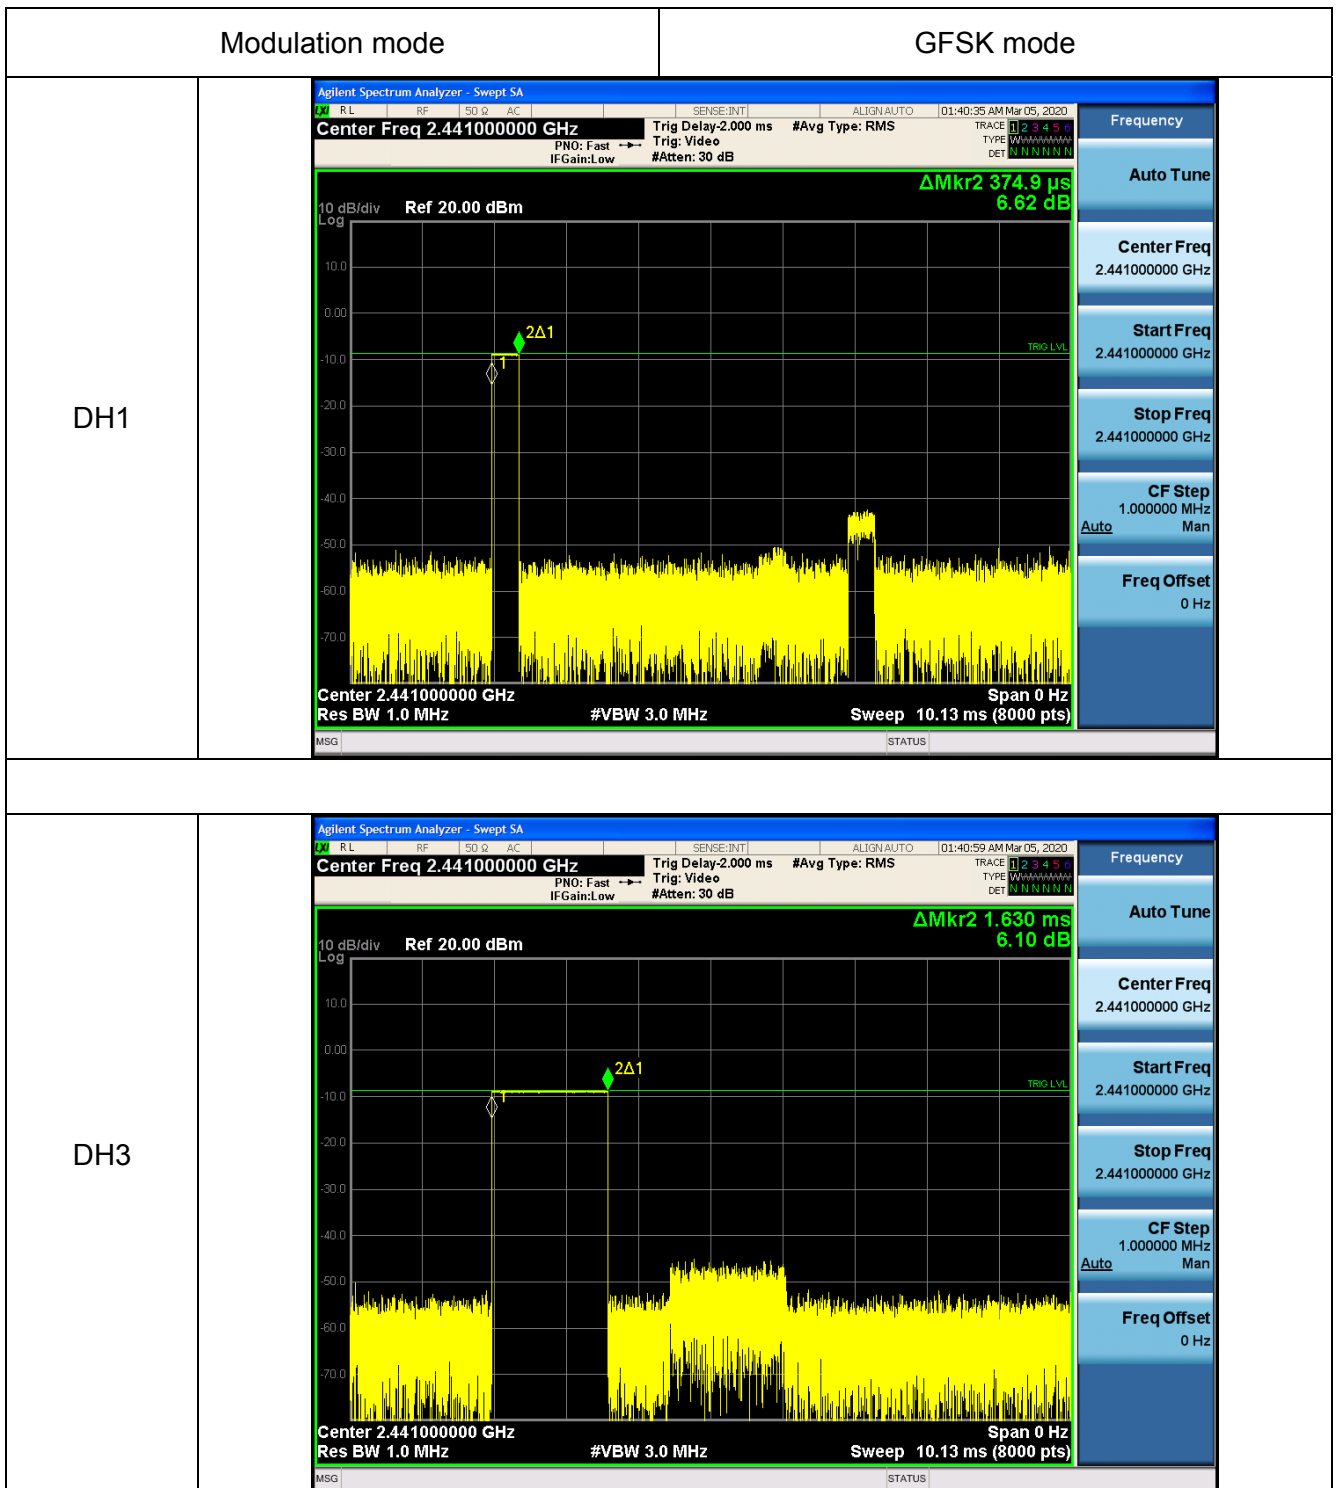 Modulation mode
GFSK mode
DH1
Agilent Spectrum Analyzer - Swept SA
LXI RL RF 50 Ω AC SENSE:INT ALIGN AUTO 01:40:35 AM Mar 05, 2020
Center Freq 2.441000000 GHz
PNO: Fast
IFGain:Low
Trig Delay-2.000 ms #Avg Type: RMS
Trig: Video
#Atten: 30 dB
TRACE 1 2 3 4 5 6
TYPE WWWWWW
DET N N N N N N
ΔMkr2 374.9 µs
6.62 dB
10 dB/div Ref 20.00 dBm
Log
10.0
0.00
-10.0
-20.0
-30.0
-40.0
-50.0
-60.0
-70.0
2Δ1
1
TRIG LVL
Center 2.441000000 GHz Span 0 Hz
Res BW 1.0 MHz #VBW 3.0 MHz Sweep 10.13 ms (8000 pts)
MSG STATUS
Frequency
Auto Tune
Center Freq
2.441000000 GHz
Start Freq
2.441000000 GHz
Stop Freq
2.441000000 GHz
CF Step
1.000000 MHz
Auto Man
Freq Offset
0 Hz
DH3
Agilent Spectrum Analyzer - Swept SA
LXI RL RF 50 Ω AC SENSE:INT ALIGN AUTO 01:40:59 AM Mar 05, 2020
Center Freq 2.441000000 GHz
PNO: Fast
IFGain:Low
Trig Delay-2.000 ms #Avg Type: RMS
Trig: Video
#Atten: 30 dB
TRACE 1 2 3 4 5 6
TYPE WWWWWW
DET N N N N N N
ΔMkr2 1.630 ms
6.10 dB
10 dB/div Ref 20.00 dBm
Log
10.0
0.00
-10.0
-20.0
-30.0
-40.0
-50.0
-60.0
-70.0
2Δ1
1
TRIG LVL
Center 2.441000000 GHz Span 0 Hz
Res BW 1.0 MHz #VBW 3.0 MHz Sweep 10.13 ms (8000 pts)
MSG STATUS
Frequency
Auto Tune
Center Freq
2.441000000 GHz
Start Freq
2.441000000 GHz
Stop Freq
2.441000000 GHz
CF Step
1.000000 MHz
Auto Man
Freq Offset
0 Hz